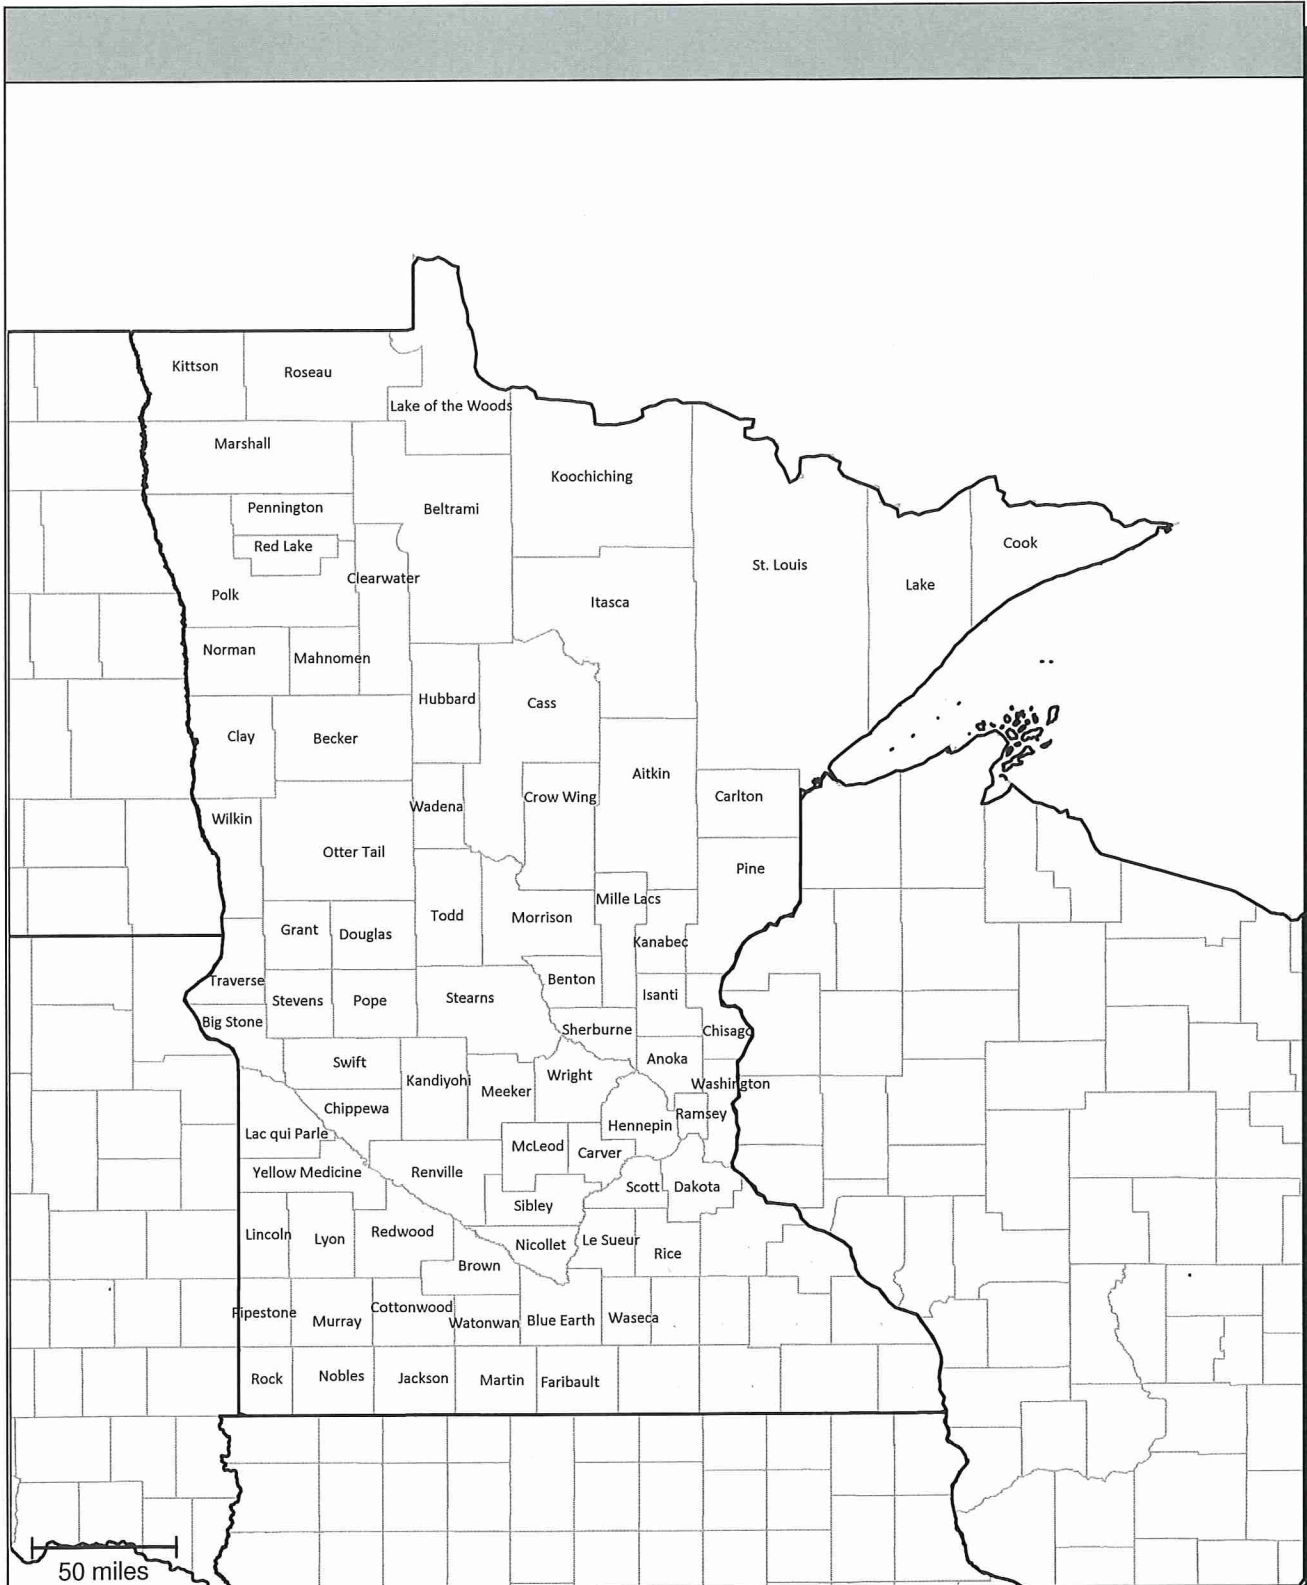 Kittson
Roseau
Lake of the Woods
Marshall
Koochiching
Pennington
Beltrami
Red Lake
Cook
St. Louis
Clearwater
Lake
Polk
Itasca
Norman
Mahnomen
Hubbard
Cass
Clay
Becker
Aitkin
Crow Wing
Carlton
Wadena
Wilkin
Otter Tail
Pine
Mille Lacs
Todd
Morrison
Grant
Douglas
Kanabec
Traverse
Benton
Stevens
Pope
Stearns
Isanti
Big Stone
Sherburne
Chisago
Swift
Anoka
Kandiyohi
Wright
Washington
Meeker
Chippewa
Ramsey
Hennepin
Lac qui Parle
McLeod
Carver
Yellow Medicine
Renville
Scott
Dakota
Sibley
Redwood
Lincoln
Lyon
Nicollet
Le Sueur
Rice
Brown
Pipestone
Cottonwood
Murray
Watonwan
Blue Earth
Waseca
Rock
Nobles
Jackson
Martin
Faribault
50 miles